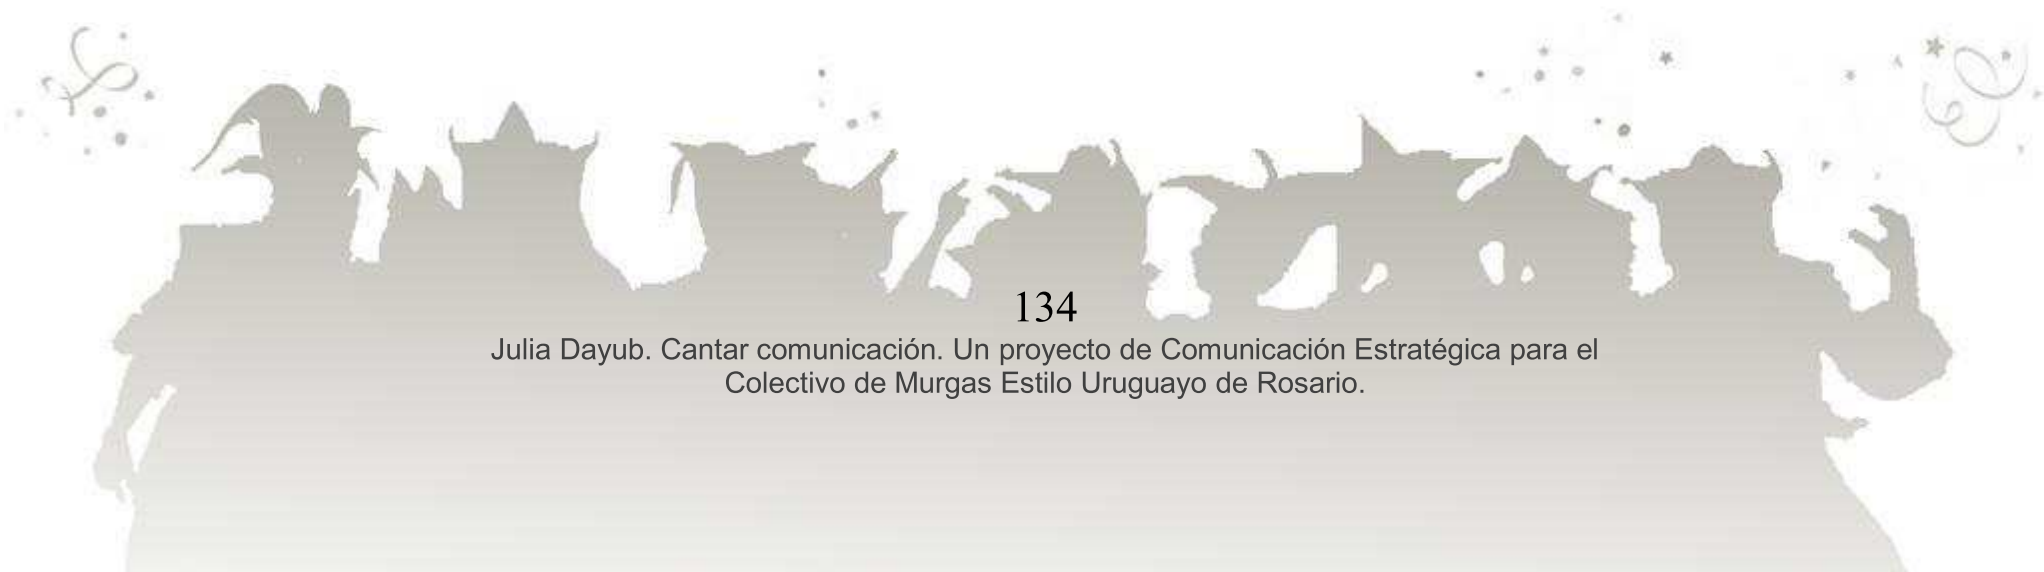 134
Julia Dayub. Cantar comunicación. Un proyecto de Comunicación Estratégica para el
Colectivo de Murgas Estilo Uruguayo de Rosario.